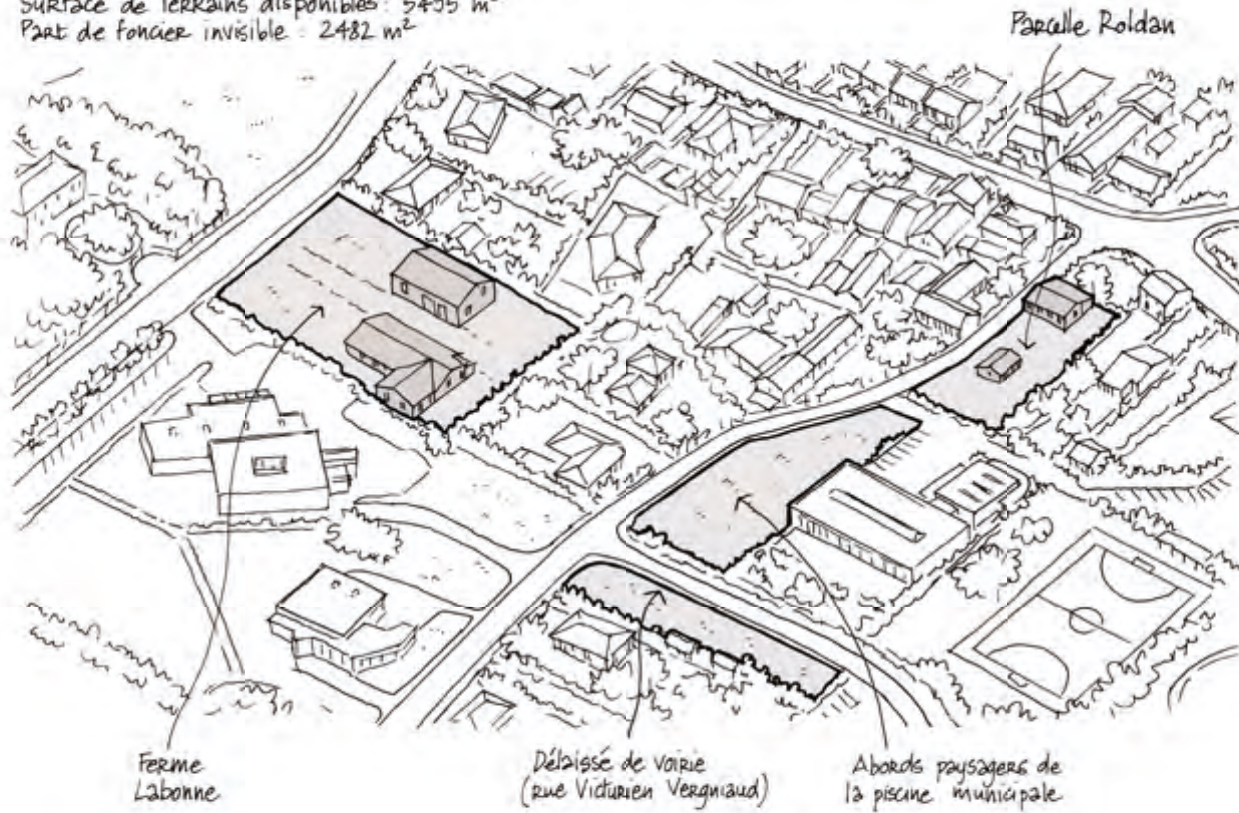 Surface de terrains disponibles : m²
Part de foncier invisible : 2482 m²
Parcelle Roldan
Ferme
Labonne
Délaissé de voirie
(rue Victurien Vergniaud)
Abords paysagers de
la piscine municipale